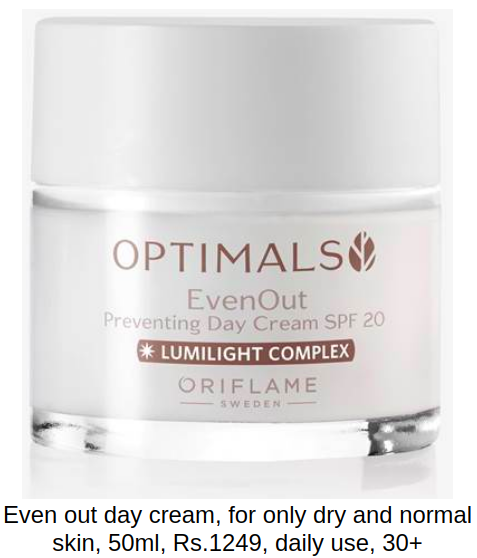 OPTIMALS
EvenOut
Preventing Day Cream SPF 20
LUMILIGHT COMPLEX
ORIFLAME
SWEDEN
Even out day cream, for only dry and normal
skin, 50ml, Rs.1249, daily use, 30+